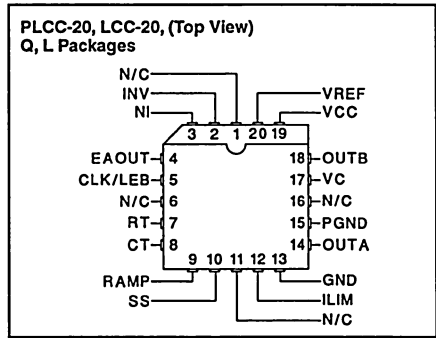 PLCC-20, LCC-20, (Top View)
Q, L Packages
N/C
INV
NI
VREF
VCC
3 2 1 20 19
EAOUT 4
18 OUTB
CLK/LEB 5
17 VC
N/C 6
16 N/C
RT 7
15 PGND
CT 8
14 OUTA
9 10 11 12 13
RAMP
GND
SS
ILIM
N/C